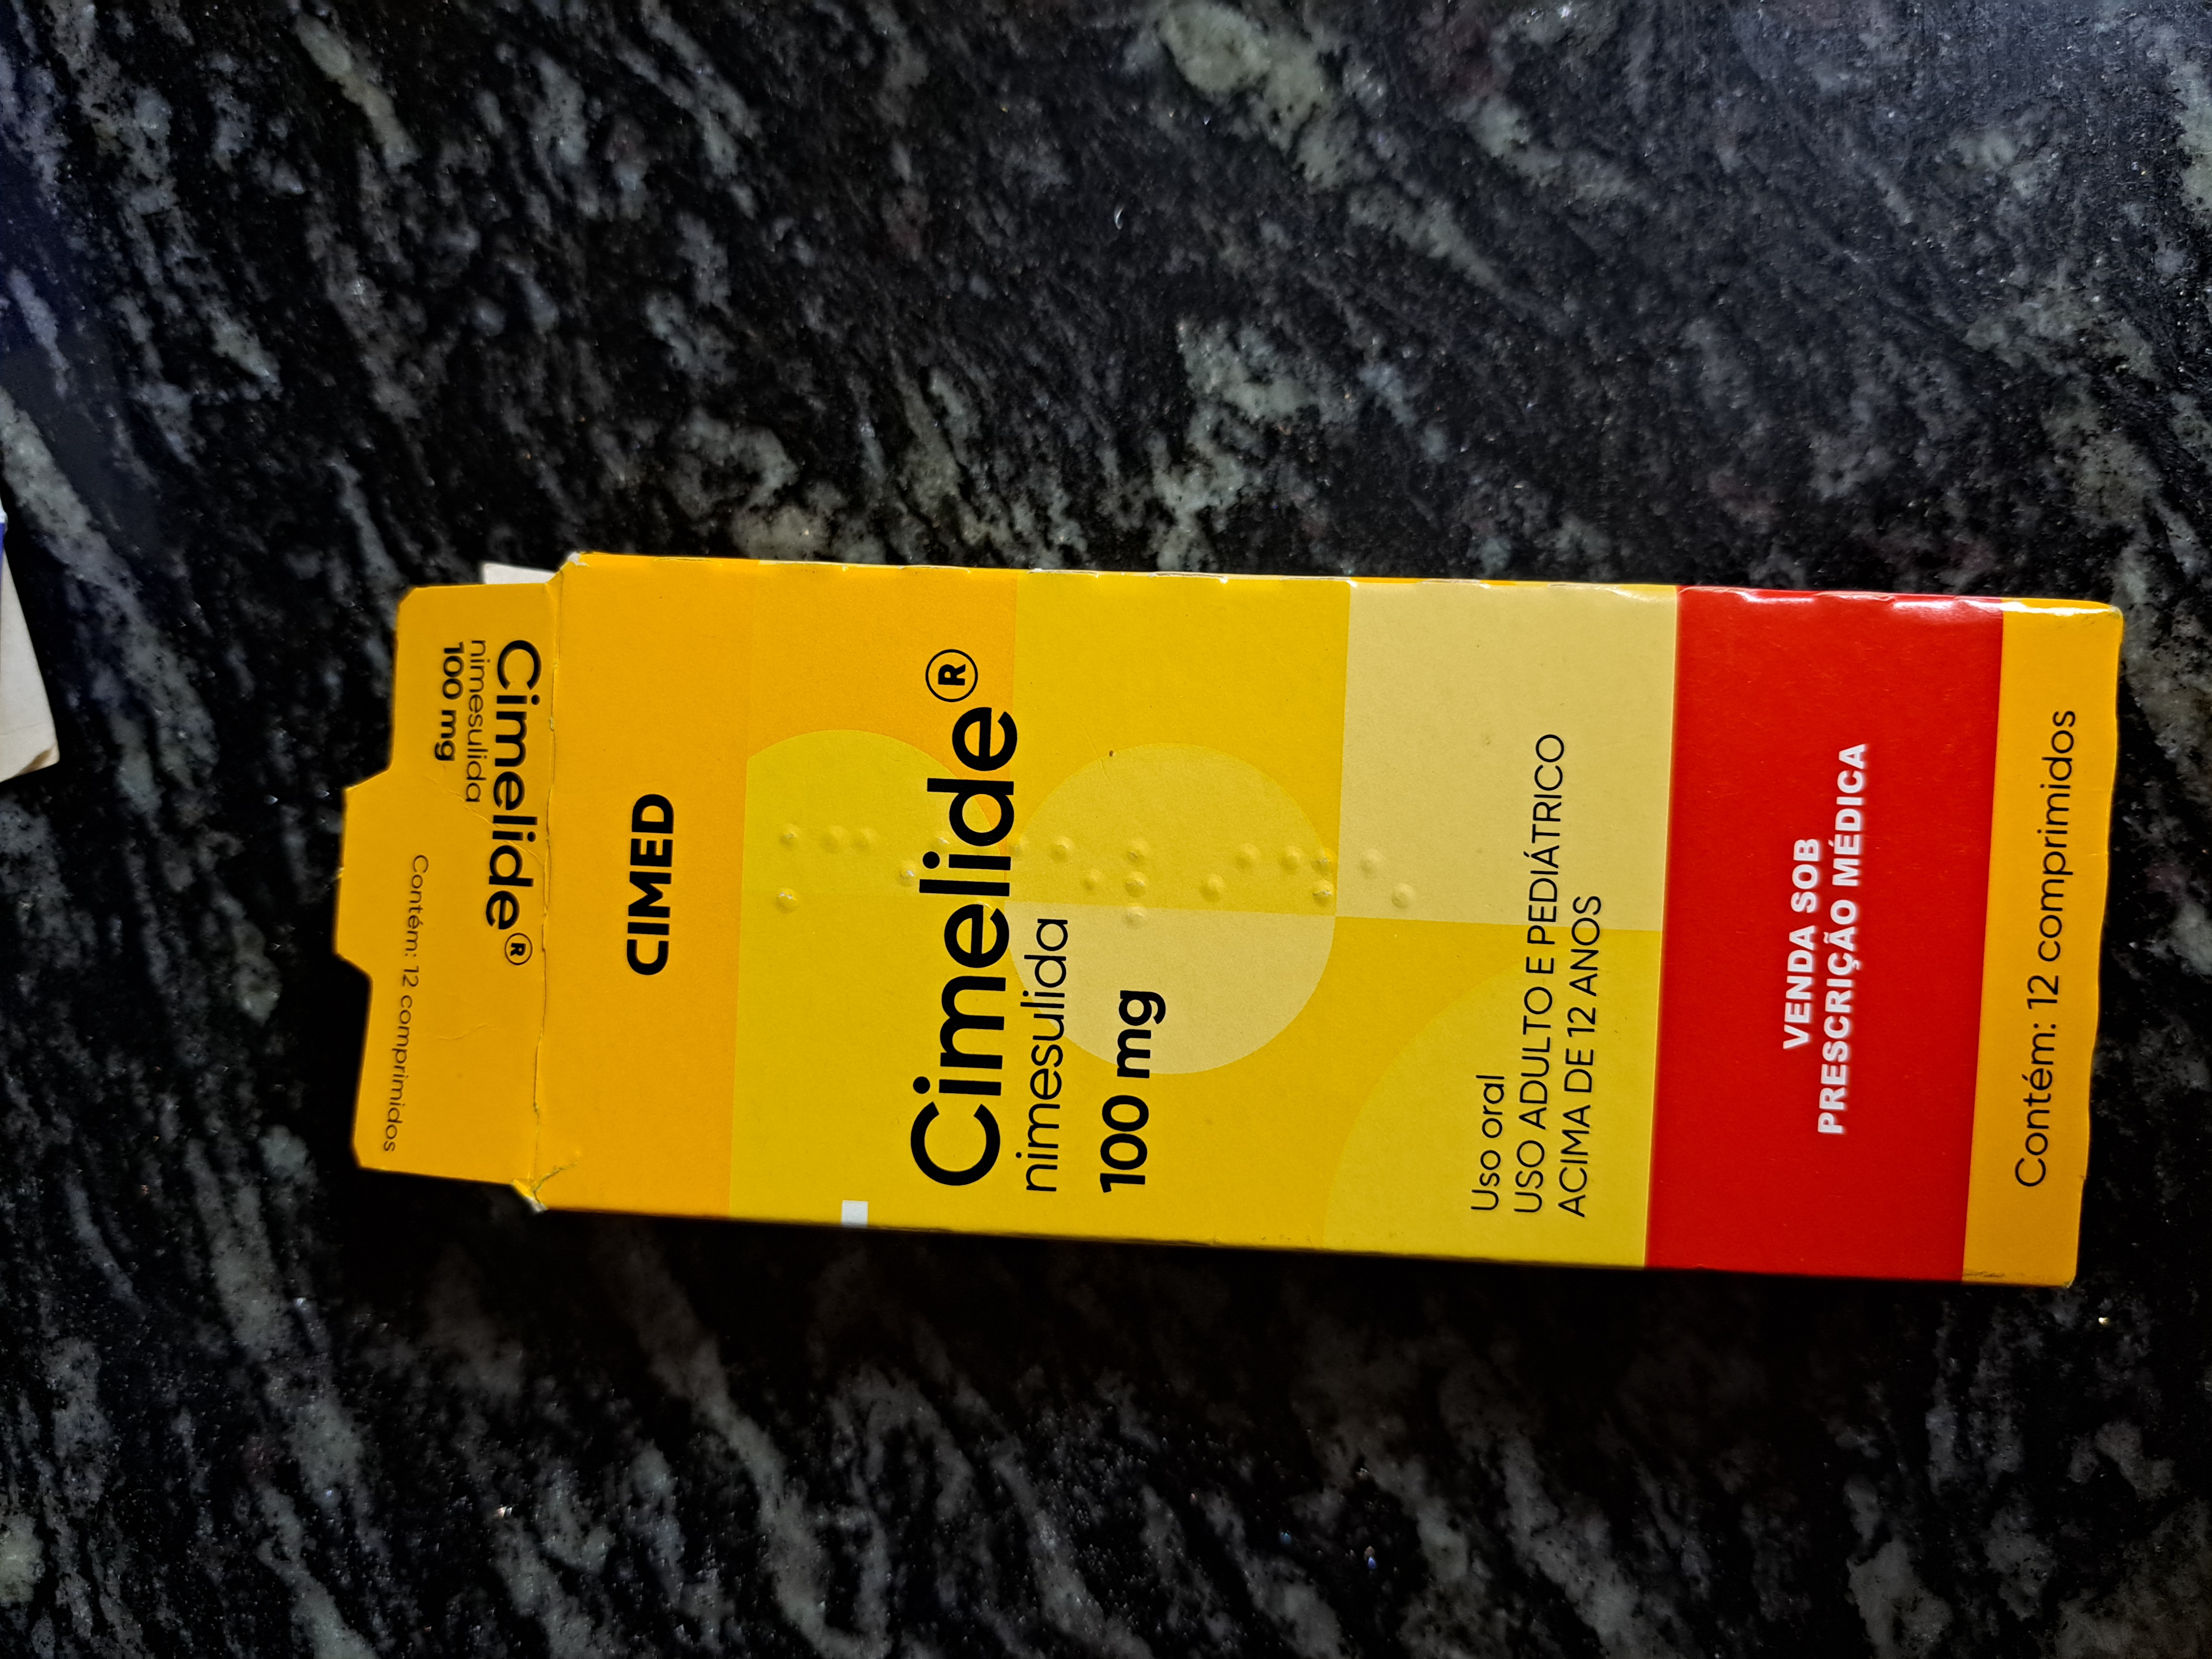 Contém: 12 comprimidos
Cimelide®
nimesulida
100 mg
CIMED
Cimelide®
nimesulida
100 mg
Uso oral
USO ADULTO E PEDIÁTRICO
ACIMA DE 12 ANOS
VENDA SOB
PRESCRIÇÃO MÉDICA
Contém: 12 comprimidos